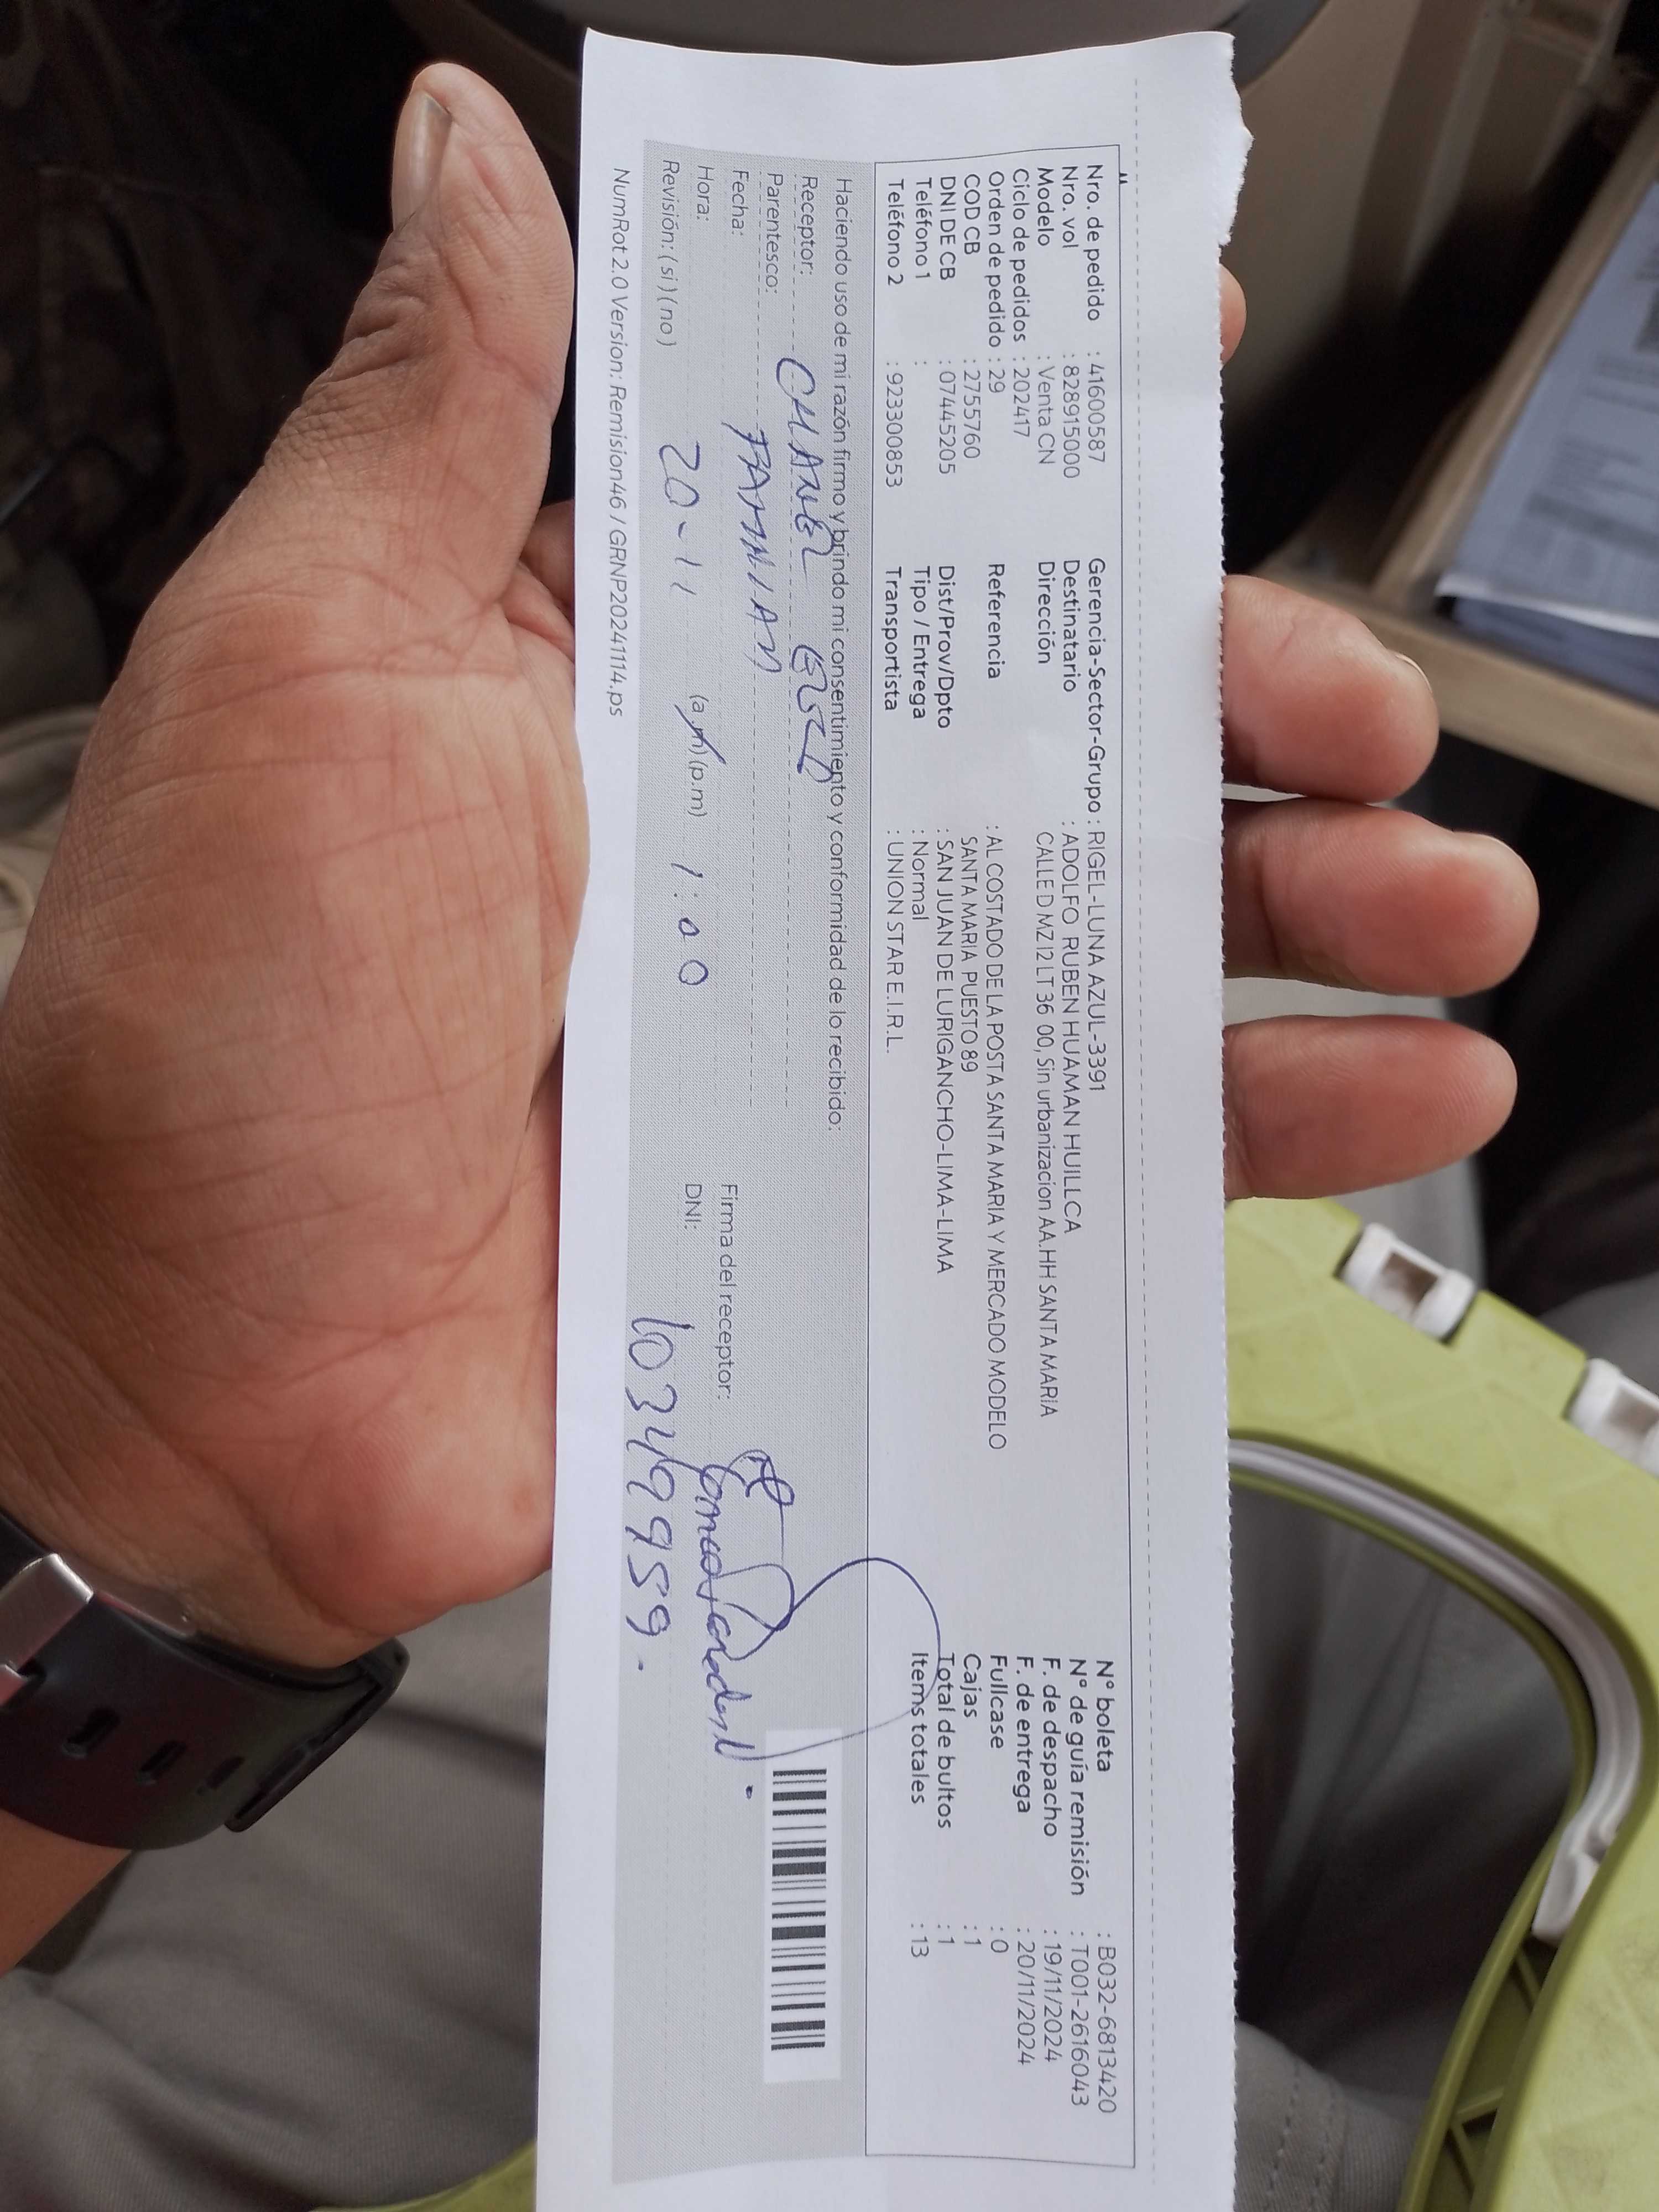 Nro. de pedido : 41600587
Nro. vol : 828915000
Modelo : Venta CN
Ciclo de pedidos : 202417
Orden de pedido : 29
COD CB : 2755760
DNI DE CB : 07445205
Teléfono 1 :
Teléfono 2 : 923300853
Gerencia-Sector-Grupo : RIGEL-LUNA AZUL-3391
Destinatario : ADOLFO RUBEN HUAMAN HUILLCA
Dirección CALLE D MZ I2 LT 36 00, Sin urbanizacion AA.HH SANTA MARIA
Referencia : AL COSTADO DE LA POSTA SANTA MARIA Y MERCADO MODELO
SANTA MARIA PUESTO 89
Dist/Prov/Dpto : SAN JUAN DE LURIGANCHO-LIMA-LIMA
Tipo / Entrega : Normal
Transportista : UNION STAR E.I.R.L.
N° boleta : B032-6813420
N° de guía remisión : T001-2616043
F. de despacho : 19/11/2024
F. de entrega : 20/11/2024
Fullcase : 0
Cajas : 1
Total de bultos : 1
Items totales : 13
Haciendo uso de mi razón firmo y brindo mi consentimiento y conformidad de lo recibido:
Receptor:
Parentesco:
Fecha: 20-11
Hora: (a.m) (p.m) 1:00
Revisión: ( si ) ( no )
Firma del receptor:
DNI: 10349959.
NumRot 2.0 Version: Remision46 / GRNP20241114.ps